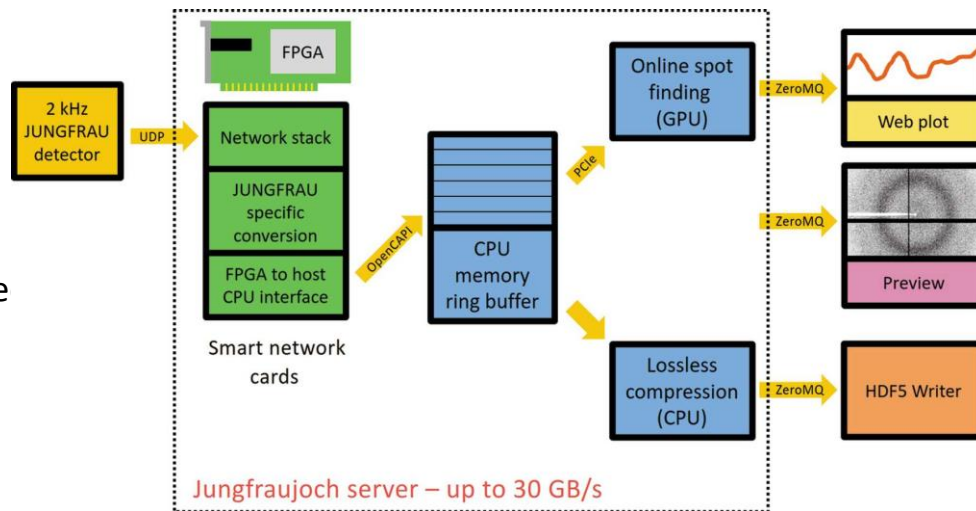 FPGA
2 kHz
JUNGFRAU
detector
UDP
Network stack
JUNGFRAU
specific
conversion
FPGA to host
CPU interface
Smart network
cards
OpenCAPI
CPU
memory
ring buffer
PCIe
Online spot
finding
(GPU)
Lossless
compression
(CPU)
ZeroMQ
Web plot
ZeroMQ
Preview
ZeroMQ
HDF5 Writer
e
Jungfraujoch server – up to 30 GB/s